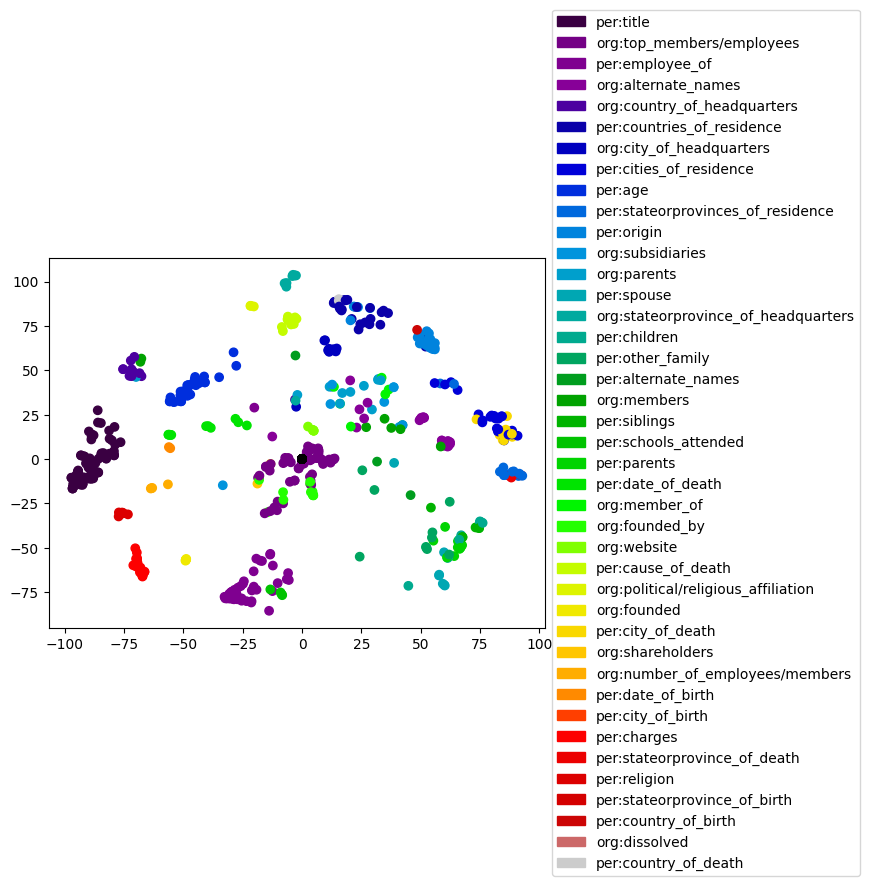 per:title
org:top_members/employees
per:employee_of
org:alternate_names
org:country_of_headquarters
per:countries_of_residence
org:city_of_headquarters
per:cities_of_residence
per:age
per:stateorprovinces_of_residence
per:origin
org:subsidiaries
org:parents
per:spouse
org:stateorprovince_of_headquarters
per:children
per:other_family
per:alternate_names
org:members
per:siblings
per:schools_attended
per:parents
per:date_of_death
org:member_of
org:founded_by
org:website
per:cause_of_death
org:political/religious_affiliation
org:founded
per:city_of_death
org:shareholders
org:number_of_employees/members
per:date_of_birth
per:city_of_birth
per:charges
per:stateorprovince_of_death
per:religion
per:stateorprovince_of_birth
per:country_of_birth
org:dissolved
per:country_of_death
100
75
50
25
0
−25
−50
−75
−100 −75 −50 −25 0 25 50 75 100